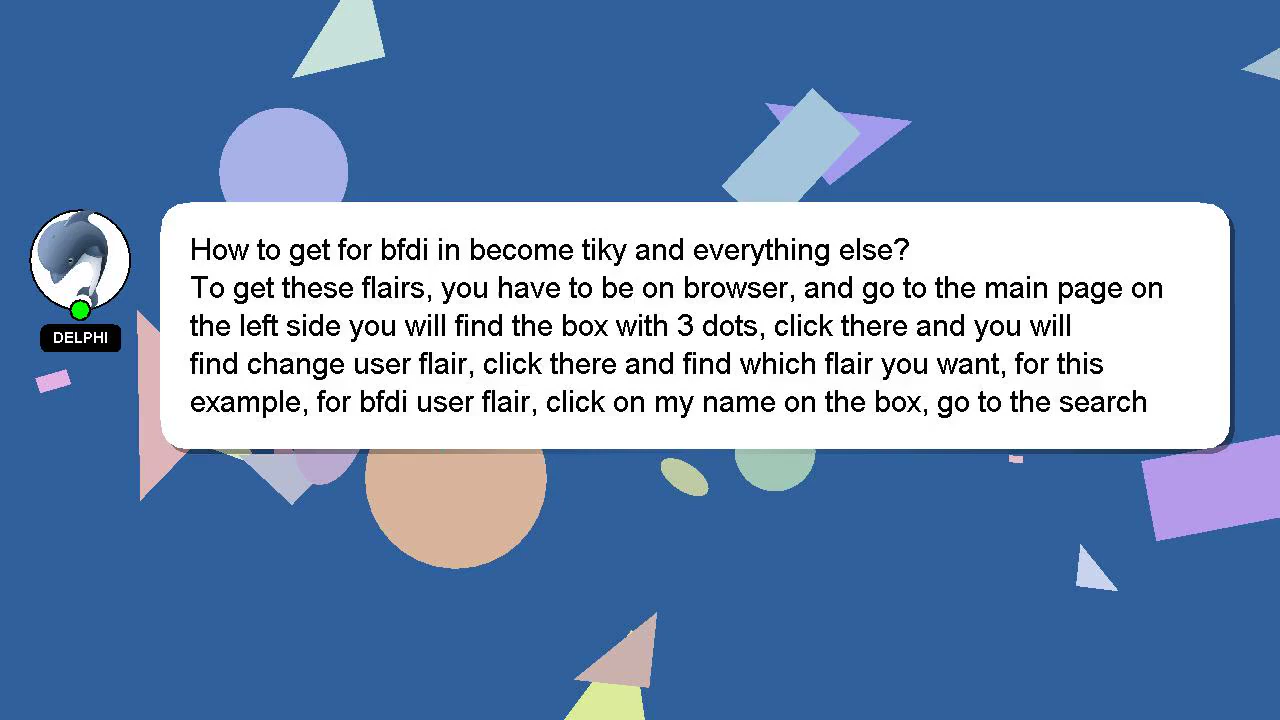 How to get for bfdi in become tiky and everything else?
To get these flairs, you have to be on browser, and go to the main page on
the left side you will find the box with 3 dots, click there and you will
find change user flair, click there and find which flair you want, for this
example, for bfdi user flair, click on my name on the box, go to the search
DELPHI